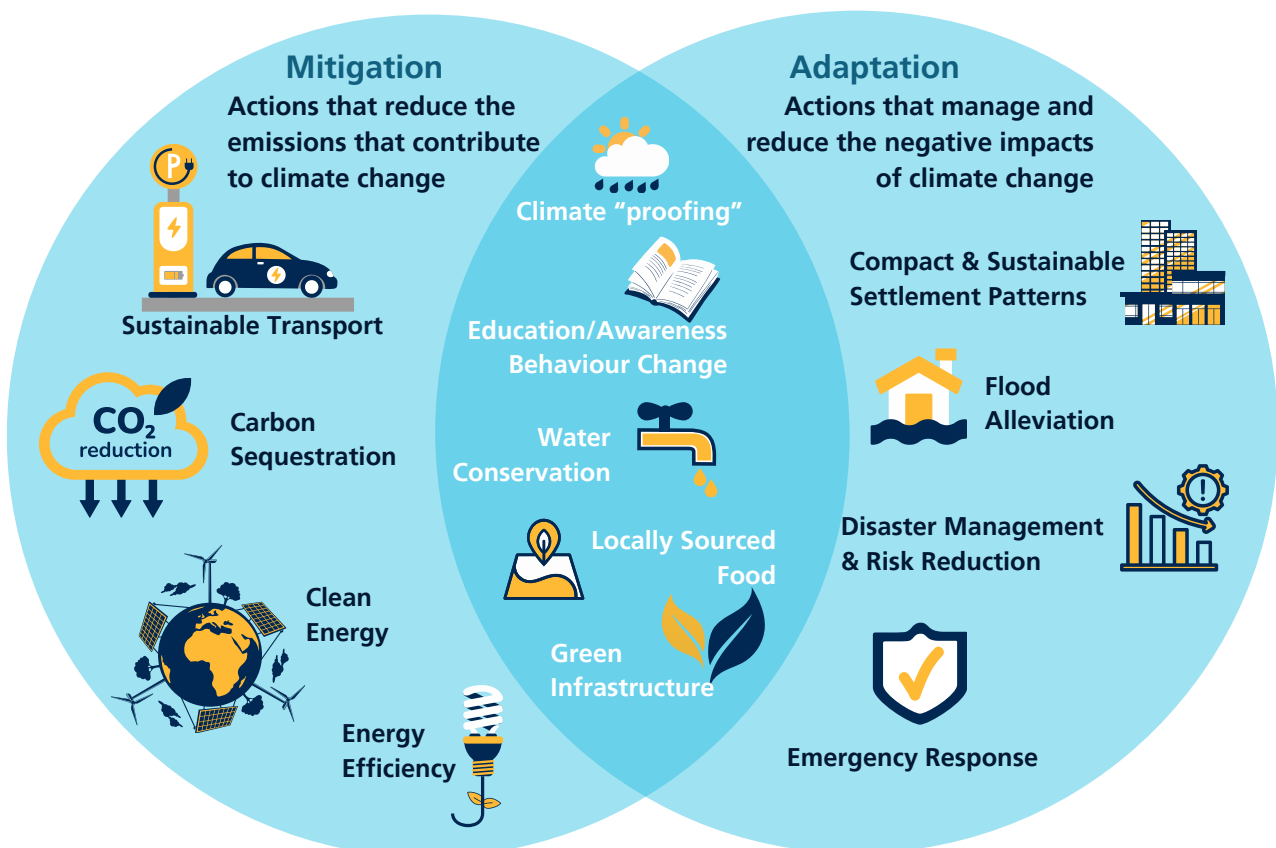 Mitigation
Actions that reduce the
emissions that contribute
to climate change
P
Sustainable Transport
CO₂
reduction
Carbon
Sequestration
Clean
Energy
Energy
Efficiency
Climate “proofing”
Education/Awareness
Behaviour Change
Water
Conservation
Locally Sourced
Food
Green
Infrastructure
Adaptation
Actions that manage and
reduce the negative impacts
of climate change
Compact & Sustainable
Settlement Patterns
Flood
Alleviation
!
Disaster Management
& Risk Reduction
Emergency Response